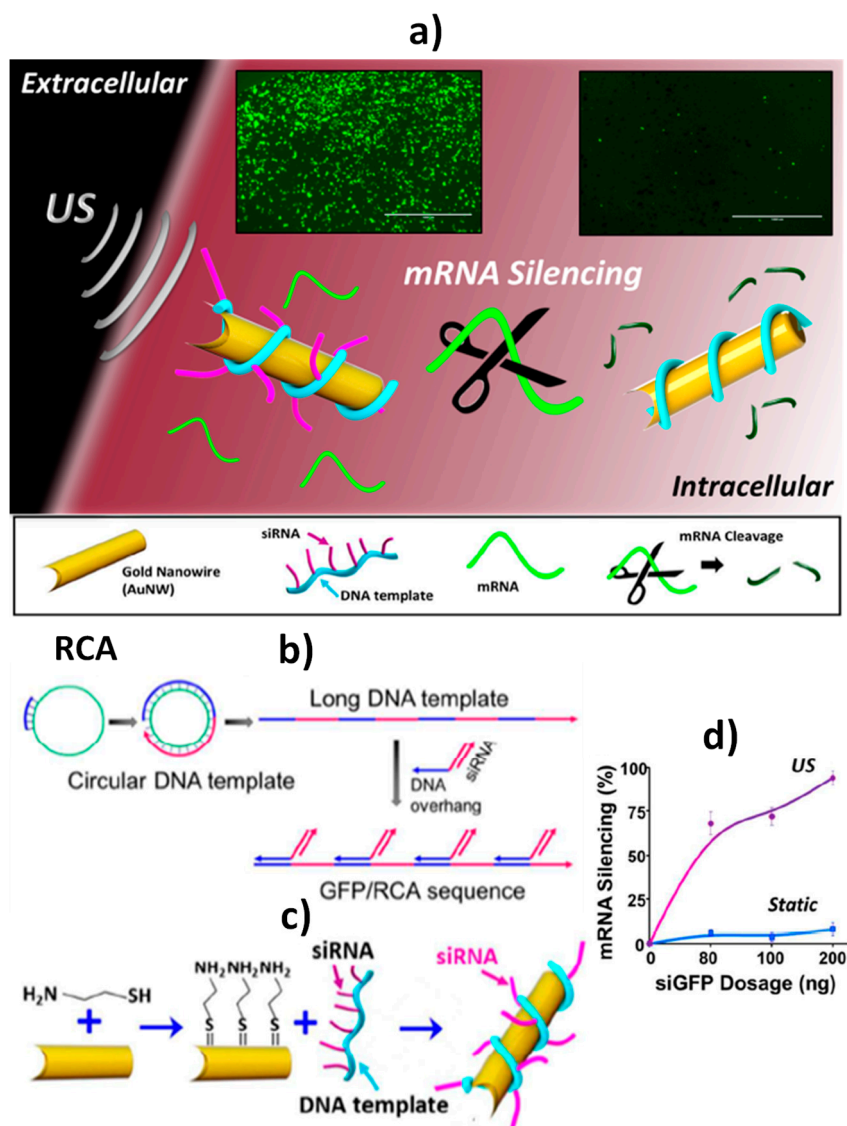 a)
Extracellular
US
mRNA Silencing
Intracellular
siRNA
Gold Nanowire
(AuNW)
DNA template
mRNA
mRNA Cleavage
RCA
b)
Long DNA template
Circular DNA template
DNA
overhang
siRNA
GFP/RCA sequence
c)
H₂N
SH
+
NH₂ NH₂ NH₂
S S S
+
siRNA
DNA template
siRNA
d)
US
Static
mRNA Silencing (%)
100
75
50
25
0
0 80 100 200
siGFP Dosage (ng)